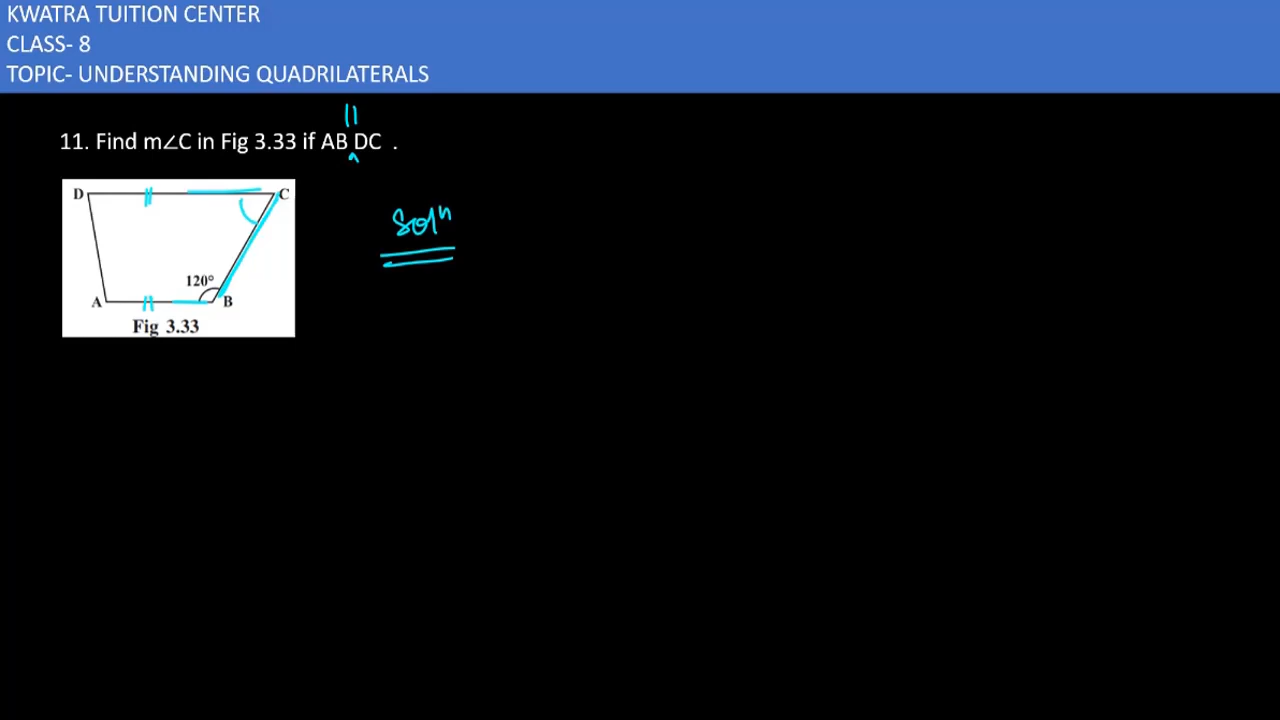 KWATRA TUITION CENTER
CLASS- 8
TOPIC- UNDERSTANDING QUADRILATERALS
||
11. Find m∠C in Fig 3.33 if AB DC .
^
D C
120°
A B
Fig 3.33
Solⁿ